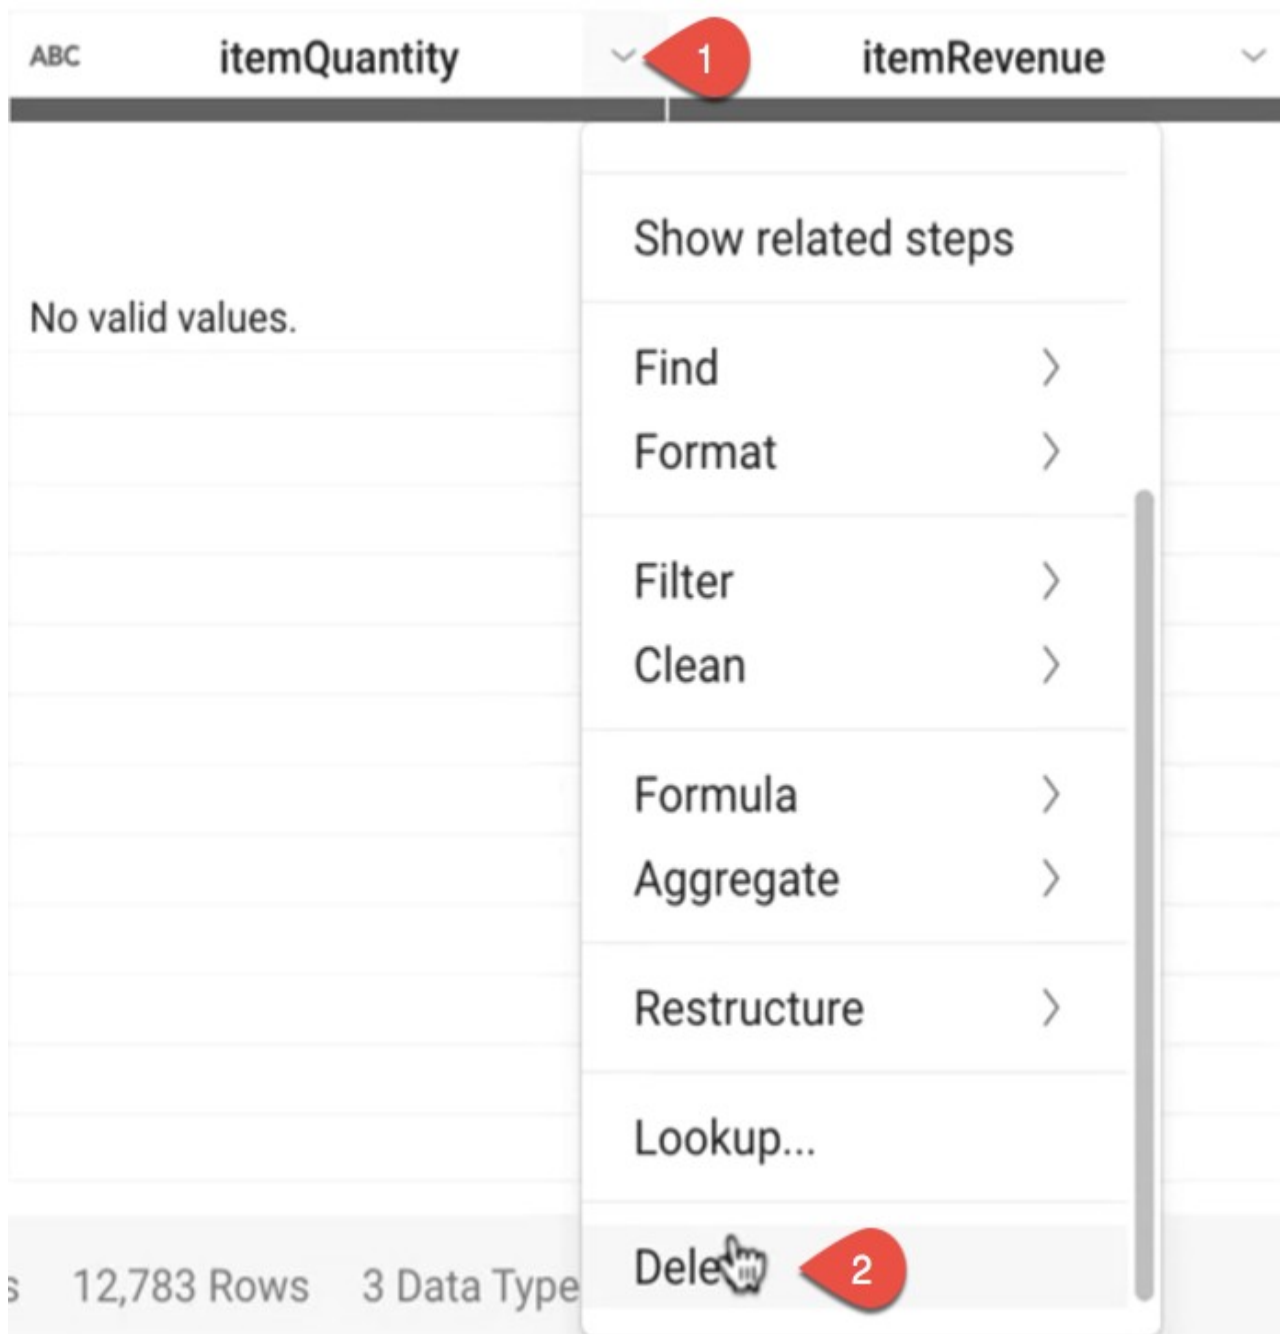 ABC itemQuantity 1 itemRevenue
Show related steps
No valid values.
Find
Format
Filter
Clean
Formula
Aggregate
Restructure
Lookup...
Dele 2
s 12,783 Rows 3 Data Type